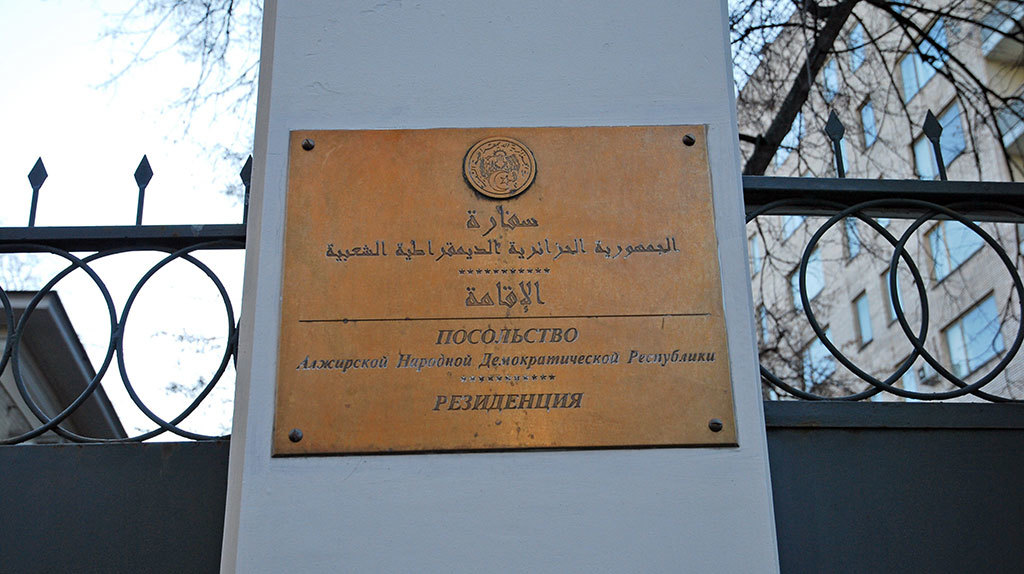 سفارة
الجمهورية الجزائرية الديمقراطية الشعبية
***********
الإقامة
ПОСОЛЬСТВО
Алжирской Народной Демократической Республики
***********
РЕЗИДЕНЦИЯ